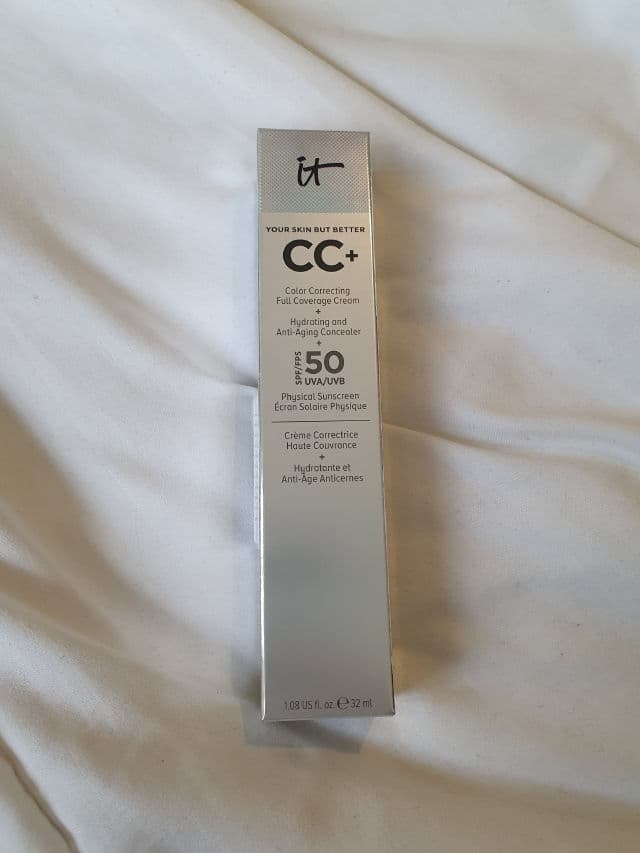 it
YOUR SKIN BUT BETTER
CC+
Color Correcting
Full Coverage Cream
+
Hydrating and
Anti-Aging Concealer
+
SPF/FPS 50
UVA/UVB
Physical Sunscreen
Écran Solaire Physique
Crème Correctrice
Haute Couvrance
+
Hydratante et
Anti-Âge Anticernes
1.08 US fl. oz. ℮ 32 ml